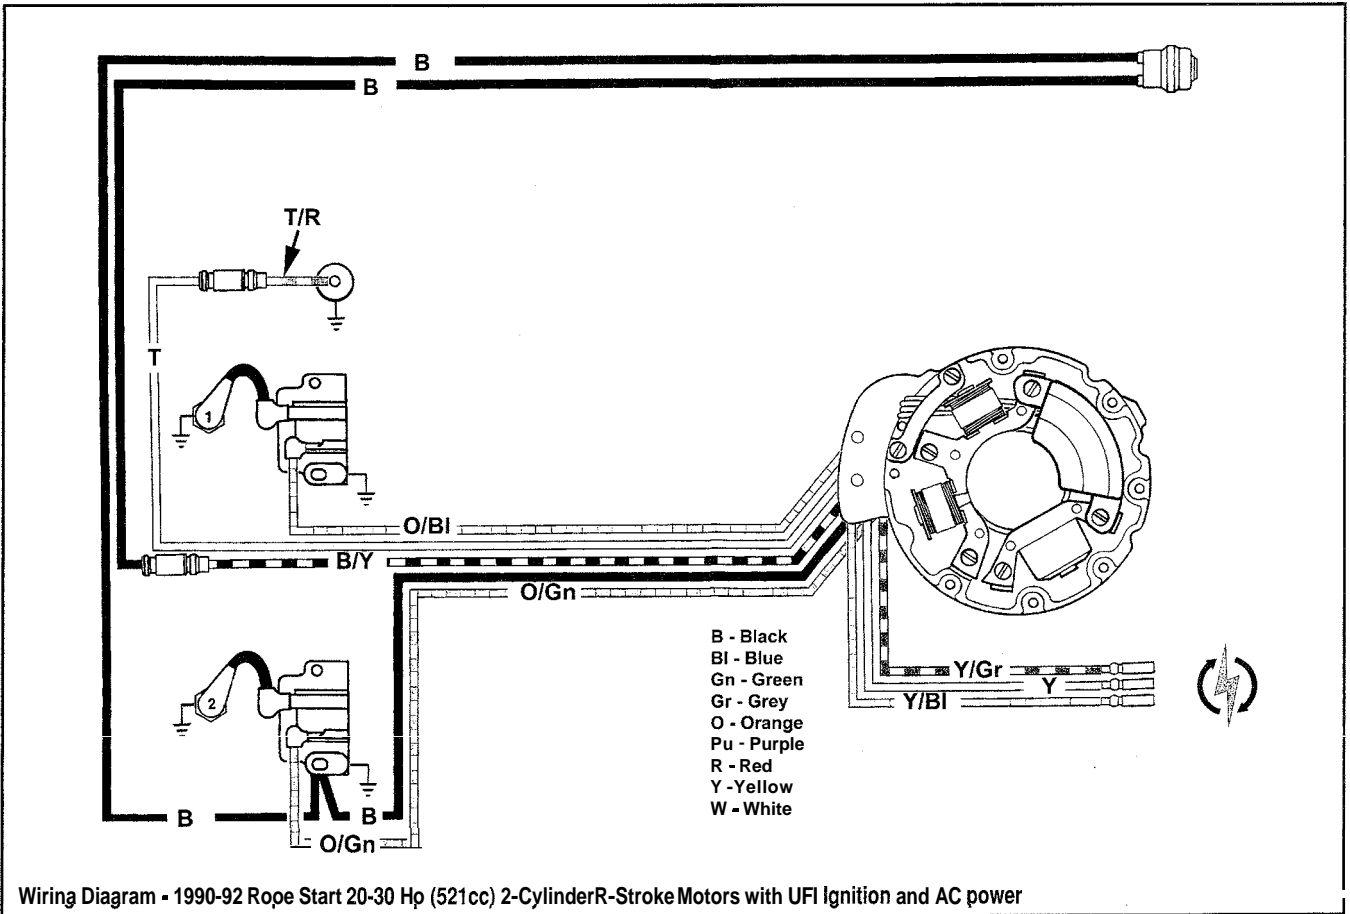 B
B
T/R
T
1
O/Bl
B/Y
O/Gn
B - Black
Bl - Blue
Gn - Green
Gr - Grey
O - Orange
Pu - Purple
R - Red
Y -Yellow
W - White
Y/Gr
Y
Y/Bl
2
B
B
O/Gn
Wirina Diagram - 1990-92 Rope Start 20-30 Hp (521cc) 2-CylinderR-Stroke Motors with UFI Ignition and AC power